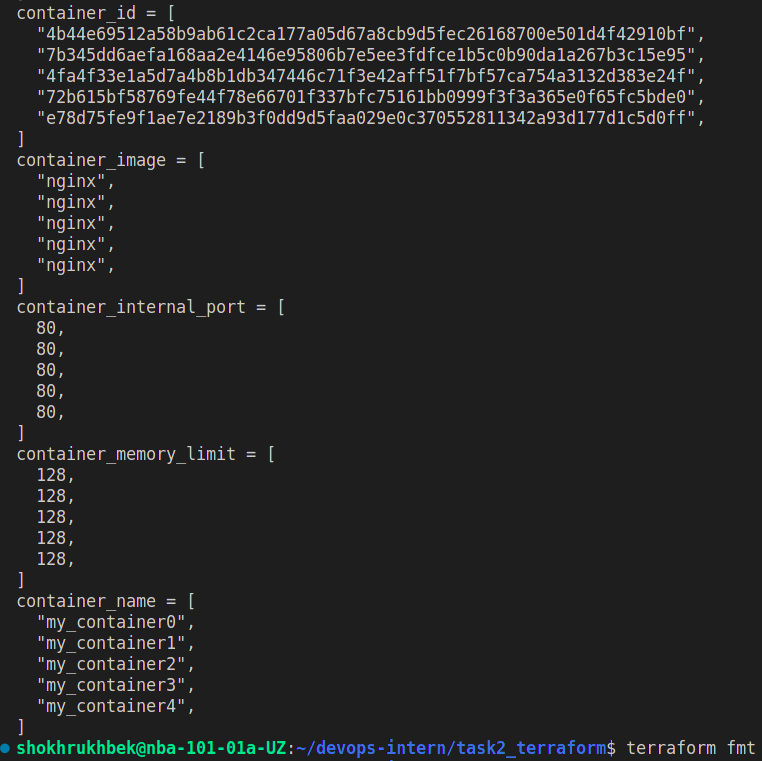 container_id = [
  "4b44e69512a58b9ab61c2ca177a05d67a8cb9d5fec26168700e501d4f42910bf",
  "7b345dd6aefa168aa2e4146e95806b7e5ee3fdfce1b5c0b90da1a267b3c15e95",
  "4fa4f33e1a5d7a4b8b1db347446c71f3e42aff51f7bf57ca754a3132d383e24f",
  "72b615bf58769fe44f78e66701f337bfc75161bb0999f3f3a365e0f65fc5bde0",
  "e78d75fe9f1ae7e2189b3f0dd9d5faa029e0c370552811342a93d177d1c5d0ff",
]
container_image = [
  "nginx",
  "nginx",
  "nginx",
  "nginx",
  "nginx",
]
container_internal_port = [
  80,
  80,
  80,
  80,
  80,
]
container_memory_limit = [
  128,
  128,
  128,
  128,
  128,
]
container_name = [
  "my_container0",
  "my_container1",
  "my_container2",
  "my_container3",
  "my_container4",
]
shokhrukhbek@nba-101-01a-UZ:~/devops-intern/task2_terraform$ terraform fmt